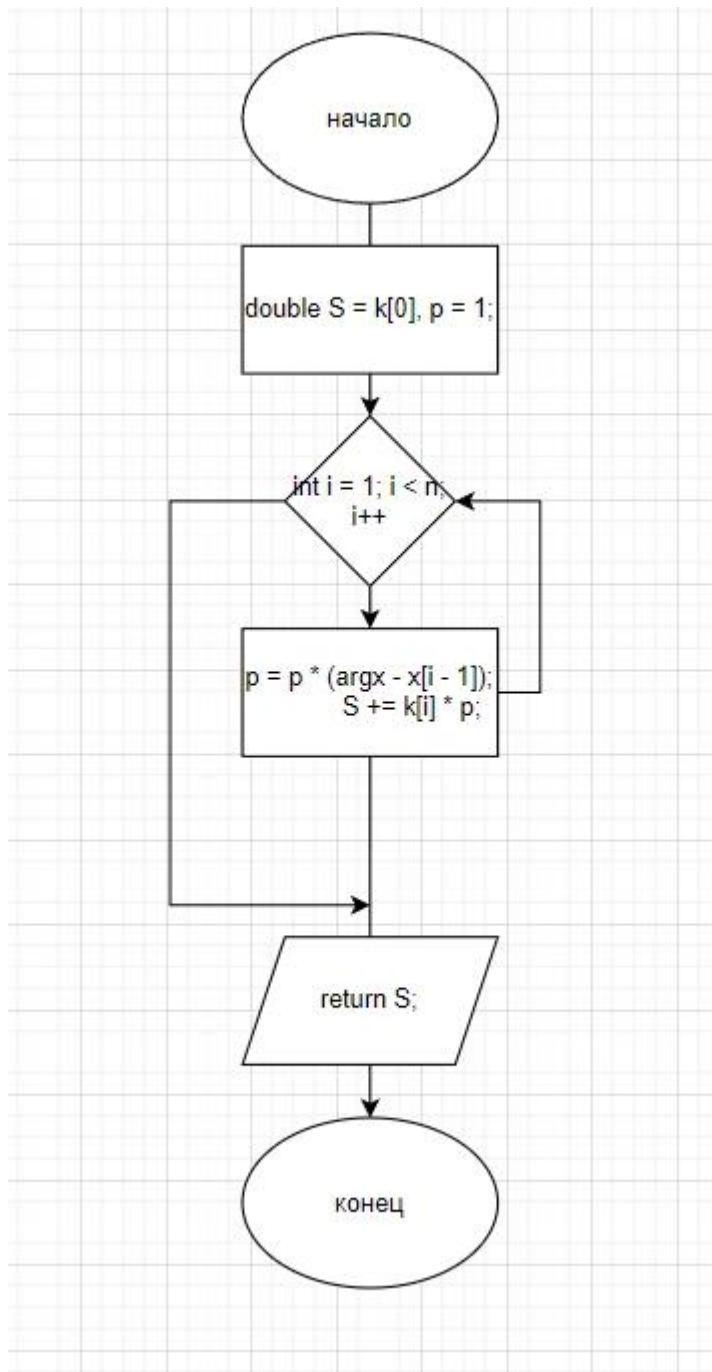 начало
double S = k[0], p = 1;
int i = 1; i < n;
i++
p = p * (argx - x[i - 1]);
S += k[i] * p;
return S;
конец